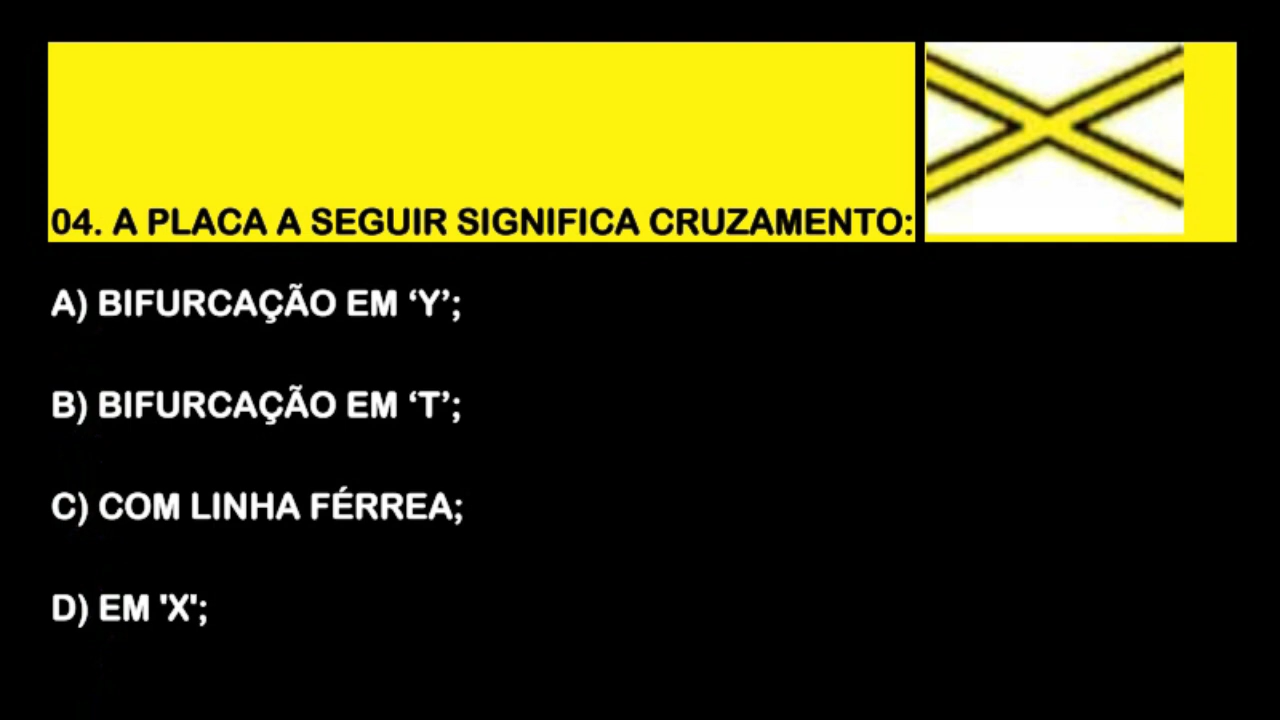 04. A PLACA A SEGUIR SIGNIFICA CRUZAMENTO:
A) BIFURCAÇÃO EM ‘Y’;
B) BIFURCAÇÃO EM ‘T’;
C) COM LINHA FÉRREA;
D) EM 'X';